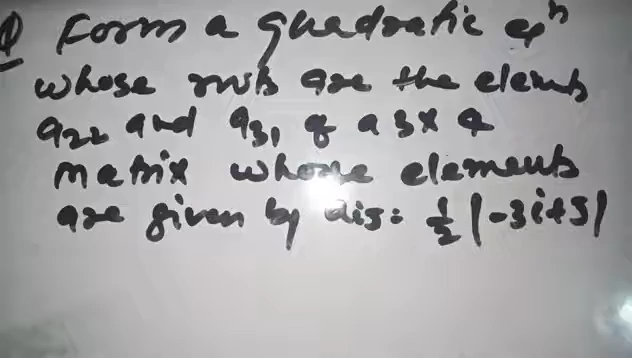 Q Form a quadratic eqⁿ
whose roots are the elements
a₂₂ and a₃₁ of a 3x4
matrix whose elements
are given by aij = ½|-3i+j|